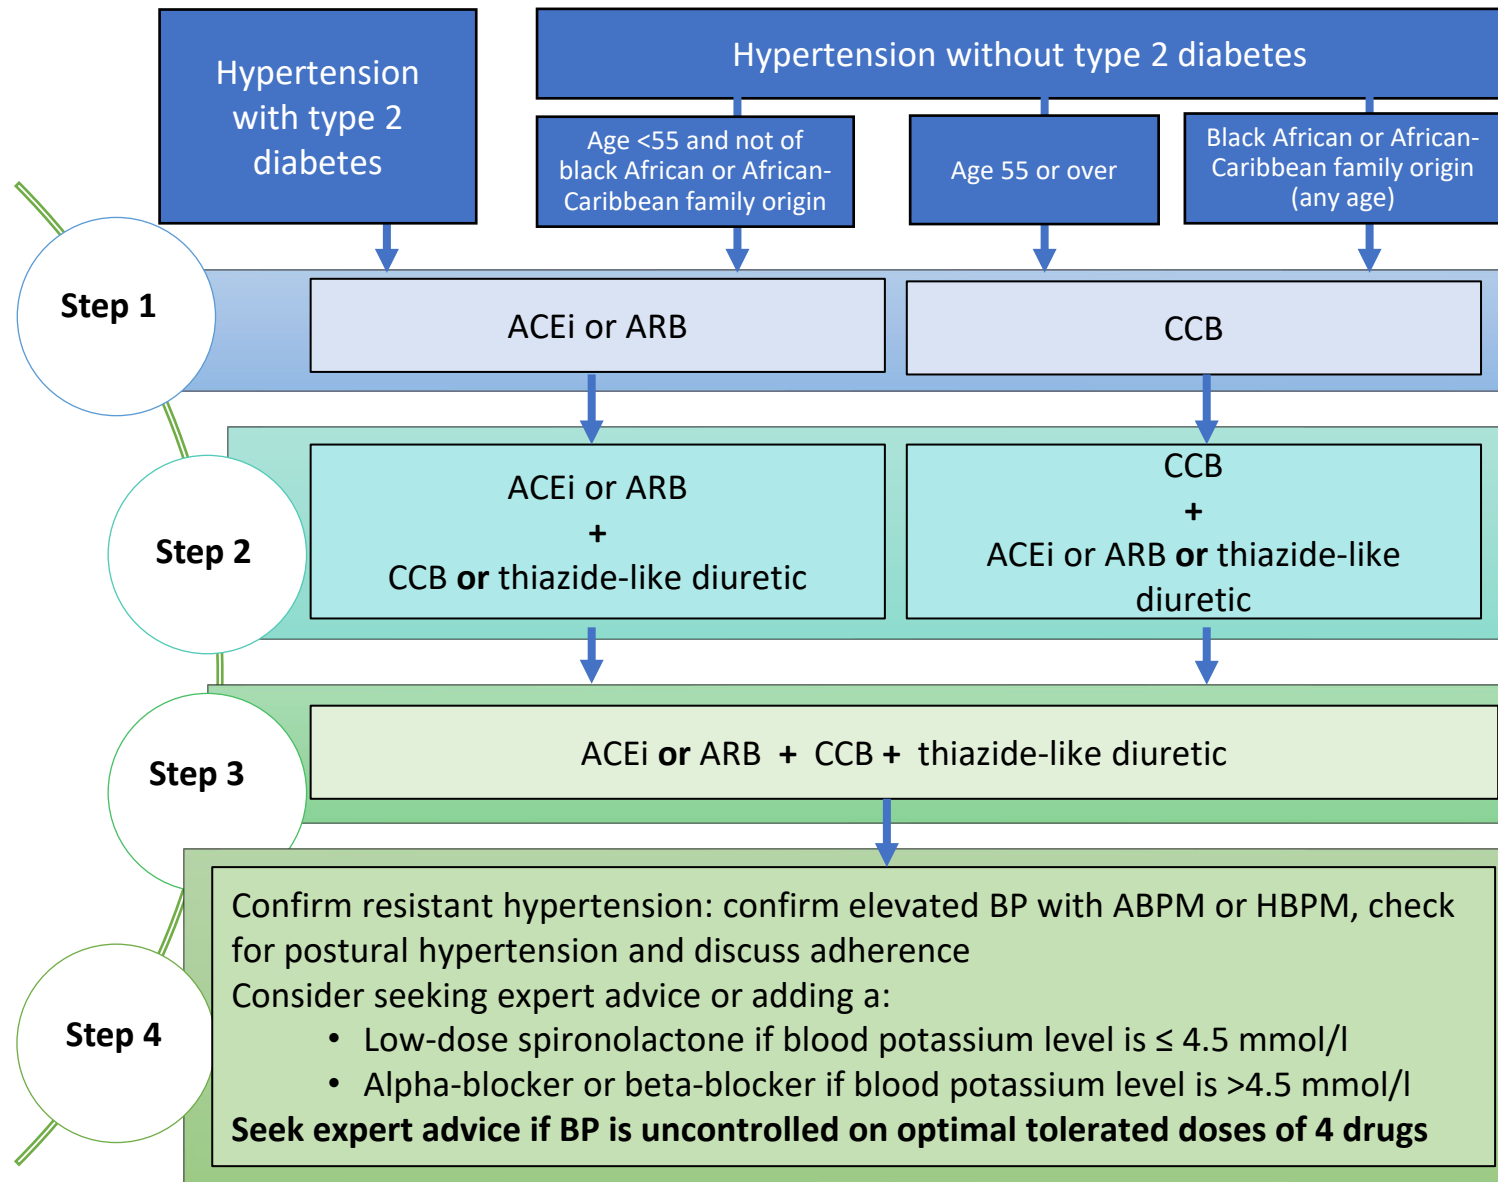 Hypertension
with type 2
diabetes
Hypertension without type 2 diabetes
Age <55 and not of
black African or African-
Caribbean family origin
Age 55 or over
Black African or African-
Caribbean family origin
(any age)
Step 1
ACEi or ARB
CCB
Step 2
ACEi or ARB
+
CCB or thiazide-like diuretic
CCB
+
ACEi or ARB or thiazide-like
diuretic
Step 3
ACEi or ARB + CCB + thiazide-like diuretic
Step 4
Confirm resistant hypertension: confirm elevated BP with ABPM or HBPM, check
for postural hypertension and discuss adherence
Consider seeking expert advice or adding a:
• Low-dose spironolactone if blood potassium level is ≤ 4.5 mmol/l
• Alpha-blocker or beta-blocker if blood potassium level is >4.5 mmol/l
Seek expert advice if BP is uncontrolled on optimal tolerated doses of 4 drugs